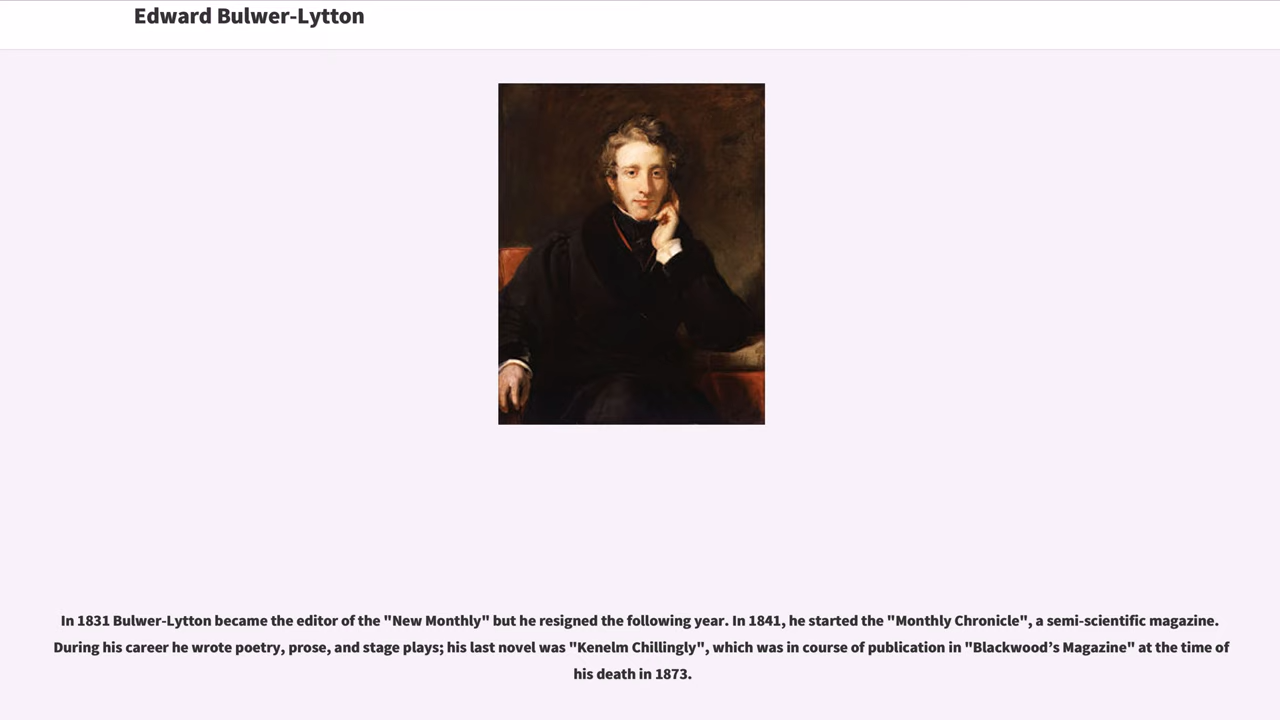 Edward Bulwer-Lytton
In 1831 Bulwer-Lytton became the editor of the "New Monthly" but he resigned the following year. In 1841, he started the "Monthly Chronicle", a semi-scientific magazine.
During his career he wrote poetry, prose, and stage plays; his last novel was "Kenelm Chillingly", which was in course of publication in "Blackwood’s Magazine" at the time of
his death in 1873.